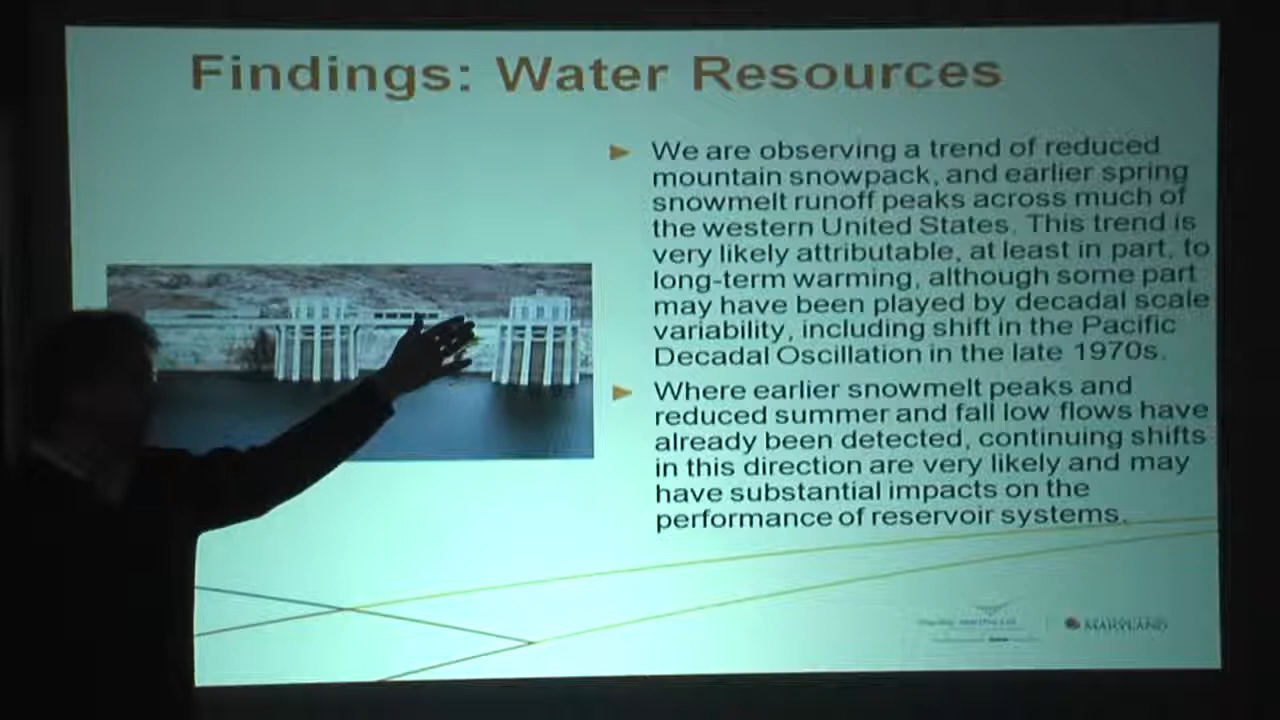 Findings: Water Resources
We are observing a trend of reduced
mountain snowpack, and earlier spring
snowmelt runoff peaks across much of
the western United States. This trend is
very likely attributable, at least in part, to
long-term warming, although some part
may have been played by decadal scale
variability, including shift in the Pacific
Decadal Oscillation in the late 1970s.
Where earlier snowmelt peaks and
reduced summer and fall low flows have
already been detected, continuing shifts
in this direction are very likely and may
have substantial impacts on the
performance of reservoir systems.
MARYLAND